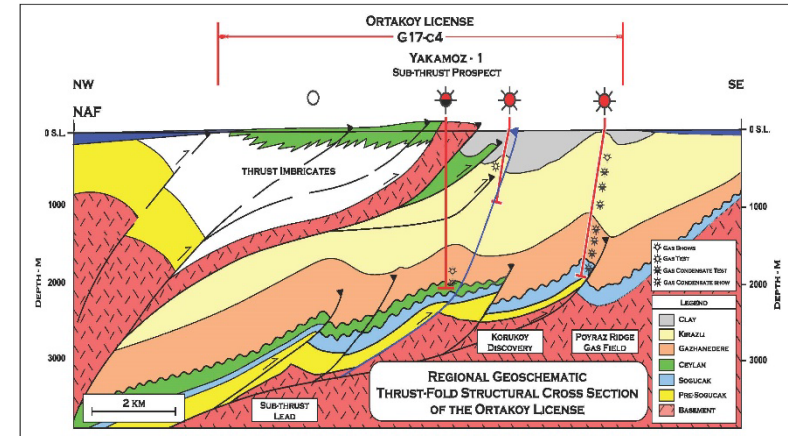 ORTAKOY LICENSE
G17-C4
YAKAMOZ - 1
SUB-THRUST PROSPECT
NW
SE
NAF
0 S.L.
0 S.L.
THRUST IMBRICATES
1000
1000
DEPTH - M
DEPTH - M
2000
2000
3000
3000
GAS SHOWS
GAS TEST
GAS CONDENSATE TEST
GAS CONDENSATE SHOW
LEGEND
CLAY
KIRAZLI
GAZHANEDERE
CEYLAN
SOGUCAK
PRE-SOGUCAK
BASEMENT
KORUKOY
DISCOVERY
POYRAZ RIDGE
GAS FIELD
REGIONAL GEOSCHEMATIC
THRUST-FOLD STRUCTURAL CROSS SECTION
OF THE ORTAKOY LICENSE
SUB-THRUST
LEAD
2 KM